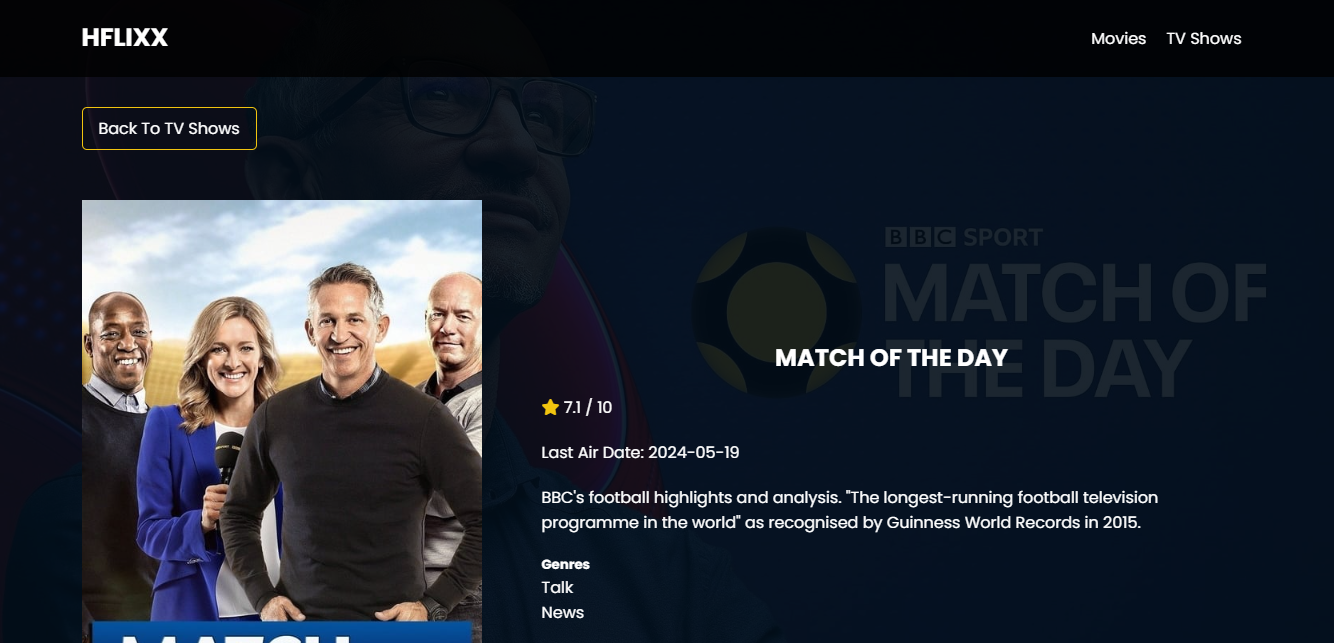 HFLIXX
Movies TV Shows
Back To TV Shows
BBC SPORT
MATCH OF
THE DAY
MATCH OF THE DAY
7.1 / 10
Last Air Date: 2024-05-19
BBC's football highlights and analysis. "The longest-running football television
programme in the world" as recognised by Guinness World Records in 2015.
Genres
Talk
News
MATCH